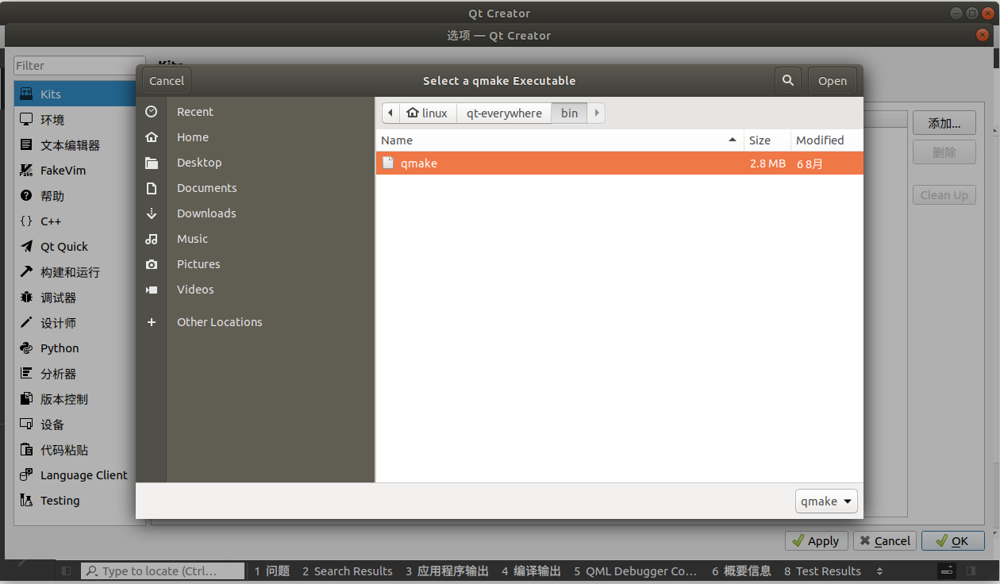 Qt Creator
选项 — Qt Creator
Filter
Kits
环境
文本编辑器
FakeVim
帮助
C++
Qt Quick
构建和运行
调试器
设计师
Python
分析器
版本控制
设备
代码粘贴
Language Client
Testing
Kits
Cancel
Select a qmake Executable
Open
Recent
Home
Desktop
Documents
Downloads
Music
Pictures
Videos
Other Locations
linux qt-everywhere bin
Name Size Modified
qmake 2.8 MB 6 8月
qmake
添加...
删除
Clean Up
Apply Cancel OK
Type to locate (Ctrl... 1 问题 2 Search Results 3 应用程序输出 4 编译输出 5 QML Debugger Co... 6 概要信息 8 Test Results